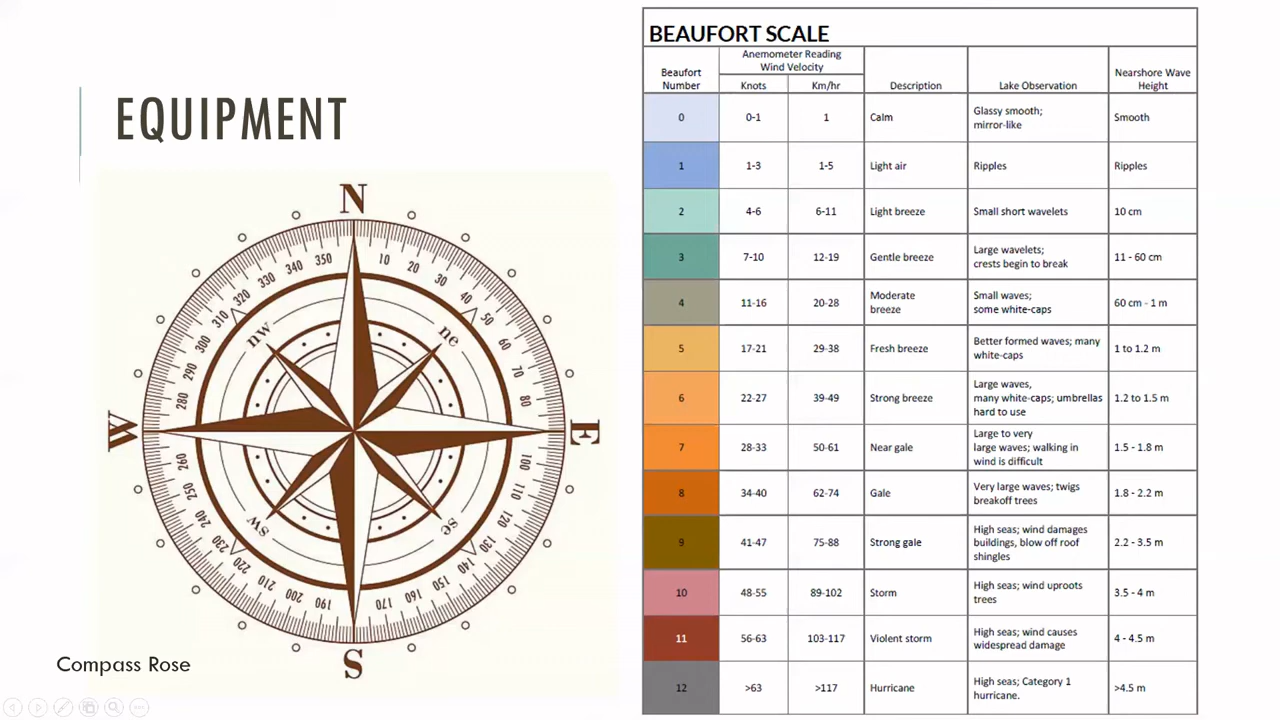 EQUIPMENT
N
350 10
340 20
330 30
320 40
310 50
300 60
290 70
280 80
nw ne
W E
260 100
250 110
240 120
230 130
220 140
210 150
200 160
190 170
sw se
S
Compass Rose
BEAUFORT SCALE
Beaufort
Number
Anemometer Reading
Wind Velocity
Knots
Km/hr
Description
Lake Observation
Nearshore Wave
Height
0
0-1
1
Calm
Glassy smooth;
mirror-like
Smooth
1
1-3
1-5
Light air
Ripples
Ripples
2
4-6
6-11
Light breeze
Small short wavelets
10 cm
3
7-10
12-19
Gentle breeze
Large wavelets;
crests begin to break
11 - 60 cm
4
11-16
20-28
Moderate
breeze
Small waves;
some white-caps
60 cm - 1 m
5
17-21
29-38
Fresh breeze
Better formed waves; many
white-caps
1 to 1.2 m
6
22-27
39-49
Strong breeze
Large waves,
many white-caps; umbrellas
hard to use
1.2 to 1.5 m
7
28-33
50-61
Near gale
Large to very
large waves; walking in
wind is difficult
1.5 - 1.8 m
8
34-40
62-74
Gale
Very large waves; twigs
breakoff trees
1.8 - 2.2 m
9
41-47
75-88
Strong gale
High seas; wind damages
buildings, blow off roof
shingles
2.2 - 3.5 m
10
48-55
89-102
Storm
High seas; wind uproots
trees
3.5 - 4 m
11
56-63
103-117
Violent storm
High seas; wind causes
widespread damage
4 - 4.5 m
12
>63
>117
Hurricane
High seas; Category 1
hurricane.
>4.5 m